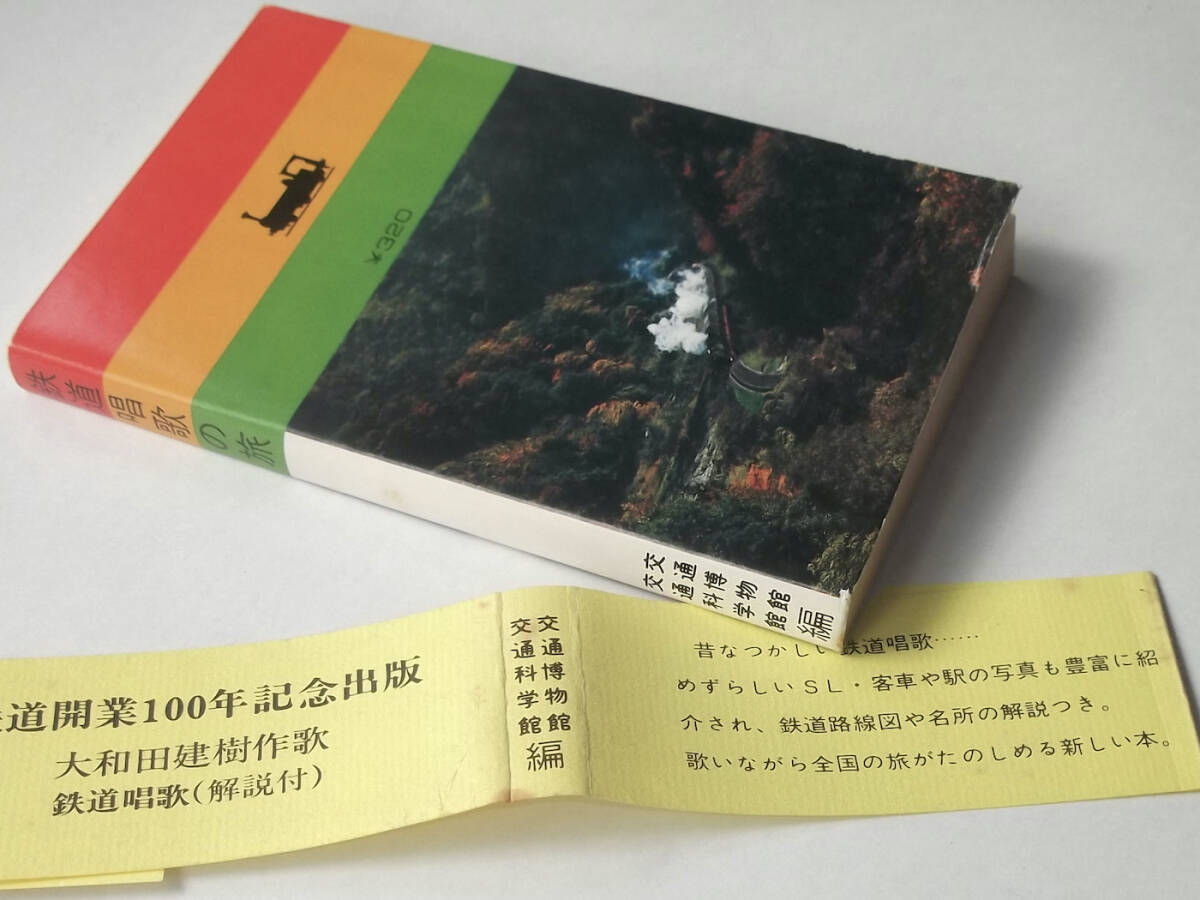 鉄道唱歌の旅
¥320
交通博物館
交通科学館
編
道開業100年記念出版
大和田建樹作歌
鉄道唱歌(解説付)
交通博物館
交通科学館
編
昔なつかしい鉄道唱歌……
めずらしいSL・客車や駅の写真も豊富に紹
介され、鉄道路線図や名所の解説つき。
歌いながら全国の旅がたのしめる新しい本。